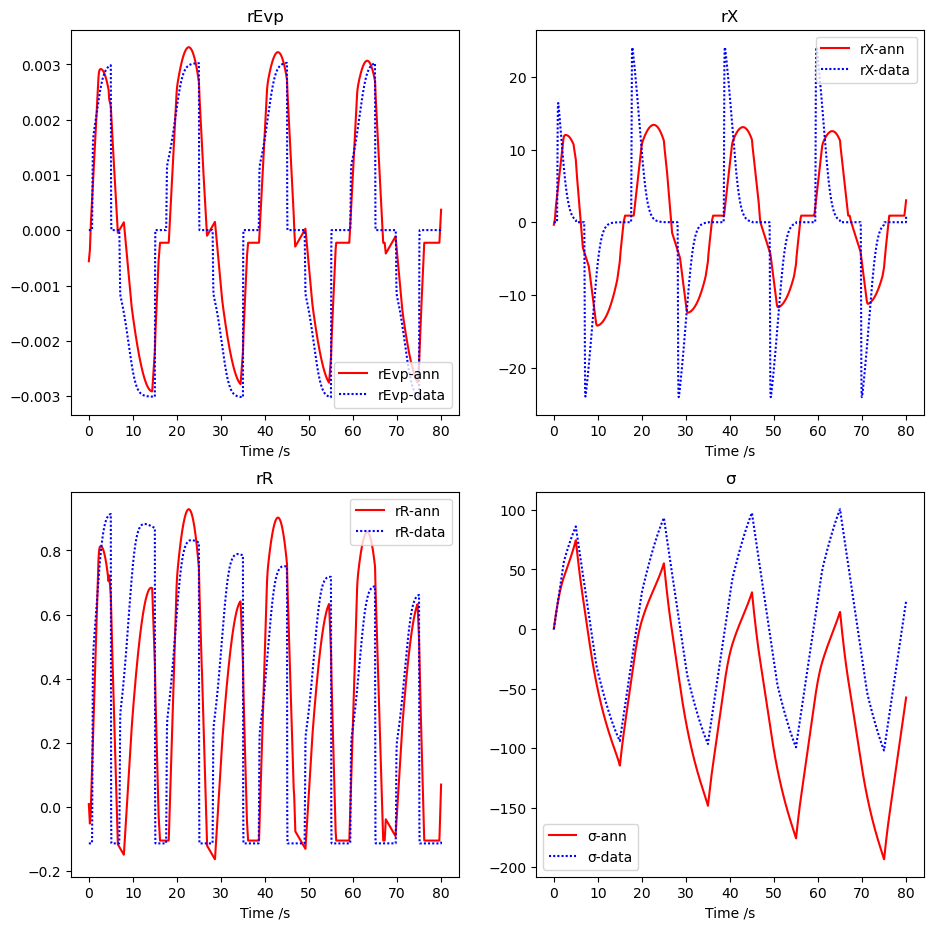 rEvp
0.003
0.002
0.001
0.000
−0.001
−0.002
−0.003
rEvp-ann
rEvp-data
0 10 20 30 40 50 60 70 80
Time /s
rX
20
10
0
−10
−20
rX-ann
rX-data
0 10 20 30 40 50 60 70 80
Time /s
rR
0.8
0.6
0.4
0.2
0.0
−0.2
rR-ann
rR-data
0 10 20 30 40 50 60 70 80
Time /s
σ
100
50
0
−50
−100
−150
−200
σ-ann
σ-data
0 10 20 30 40 50 60 70 80
Time /s